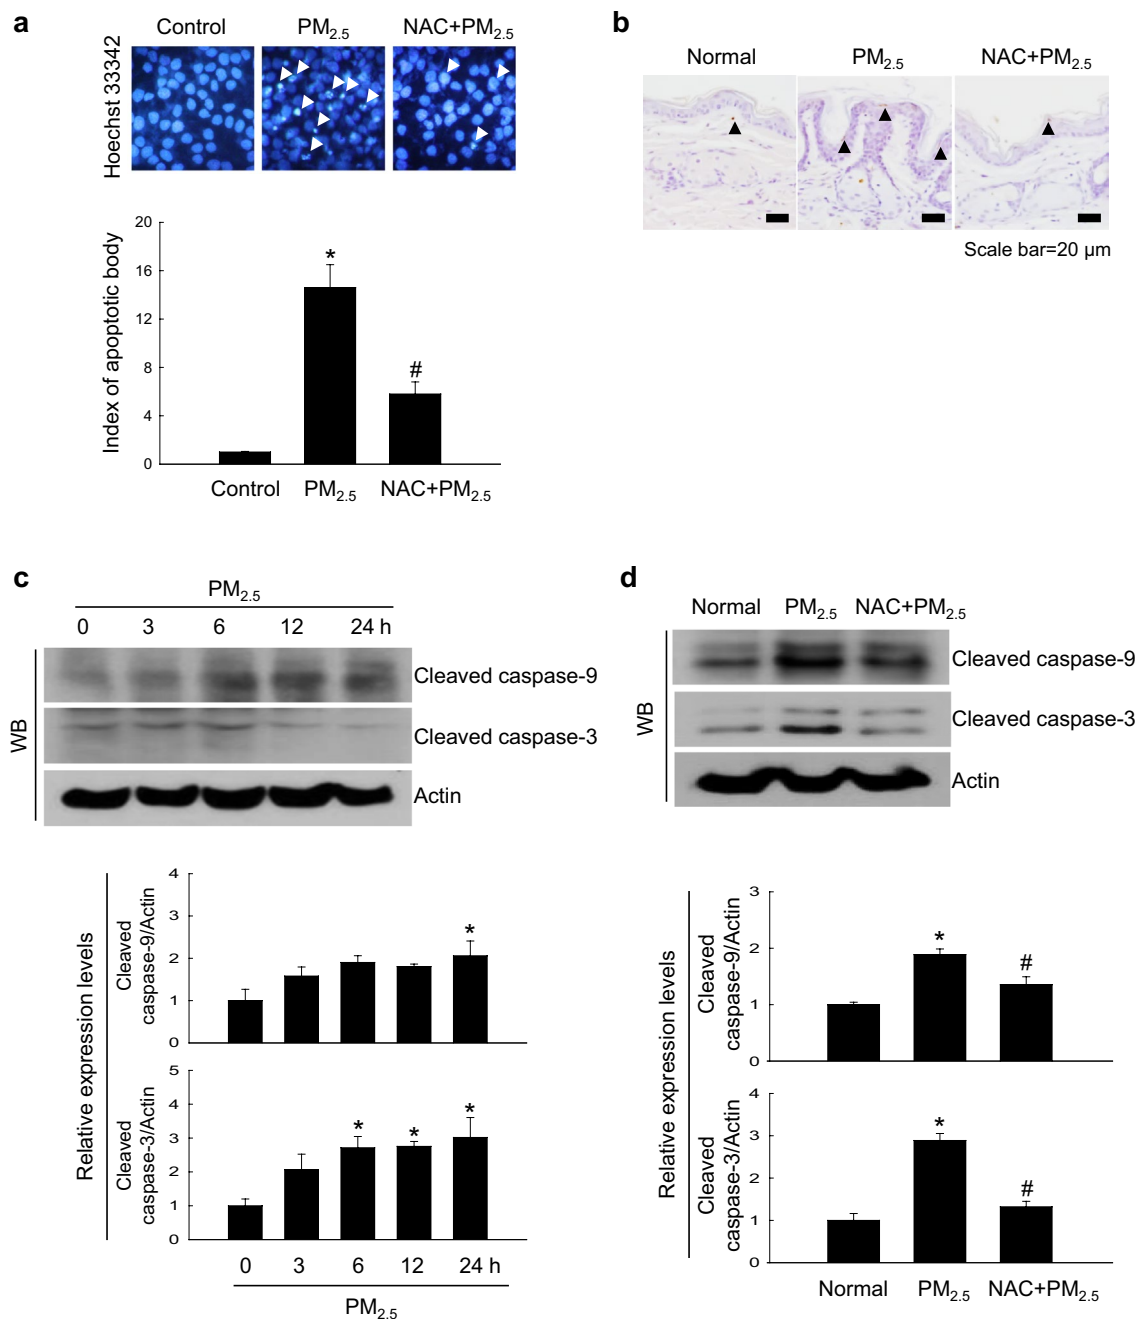 a
Control PM2.5 NAC+PM2.5
Hoechst 33342
Index of apoptotic body
20
16
12
8
4
0
*
#
Control PM2.5 NAC+PM2.5
b
Normal PM2.5 NAC+PM2.5
Scale bar=20 µm
c
PM2.5
0 3 6 12 24 h
WB
Cleaved caspase-9
Cleaved caspase-3
Actin
Relative expression levels
Cleaved
caspase-9/Actin
4
3
2
1
0
*
Cleaved
caspase-3/Actin
5
4
3
2
1
0
* * *
0 3 6 12 24 h
PM2.5
d
Normal PM2.5 NAC+PM2.5
WB
Cleaved caspase-9
Cleaved caspase-3
Actin
Relative expression levels
Cleaved
caspase-9/Actin
3
2
1
0
*
#
Cleaved
caspase-3/Actin
4
3
2
1
0
*
#
Normal PM2.5 NAC+PM2.5